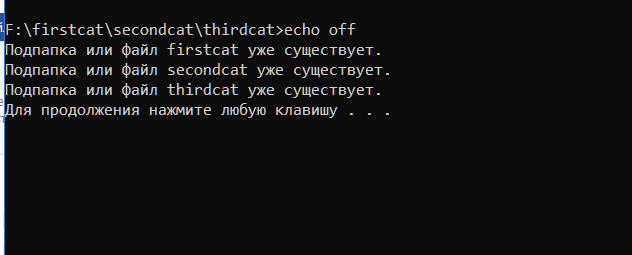 F:\firstcat\secondcat\thirdcat>echo off
Подпапка или файл firstcat уже существует.
Подпапка или файл secondcat уже существует.
Подпапка или файл thirdcat уже существует.
Для продолжения нажмите любую клавишу . . .